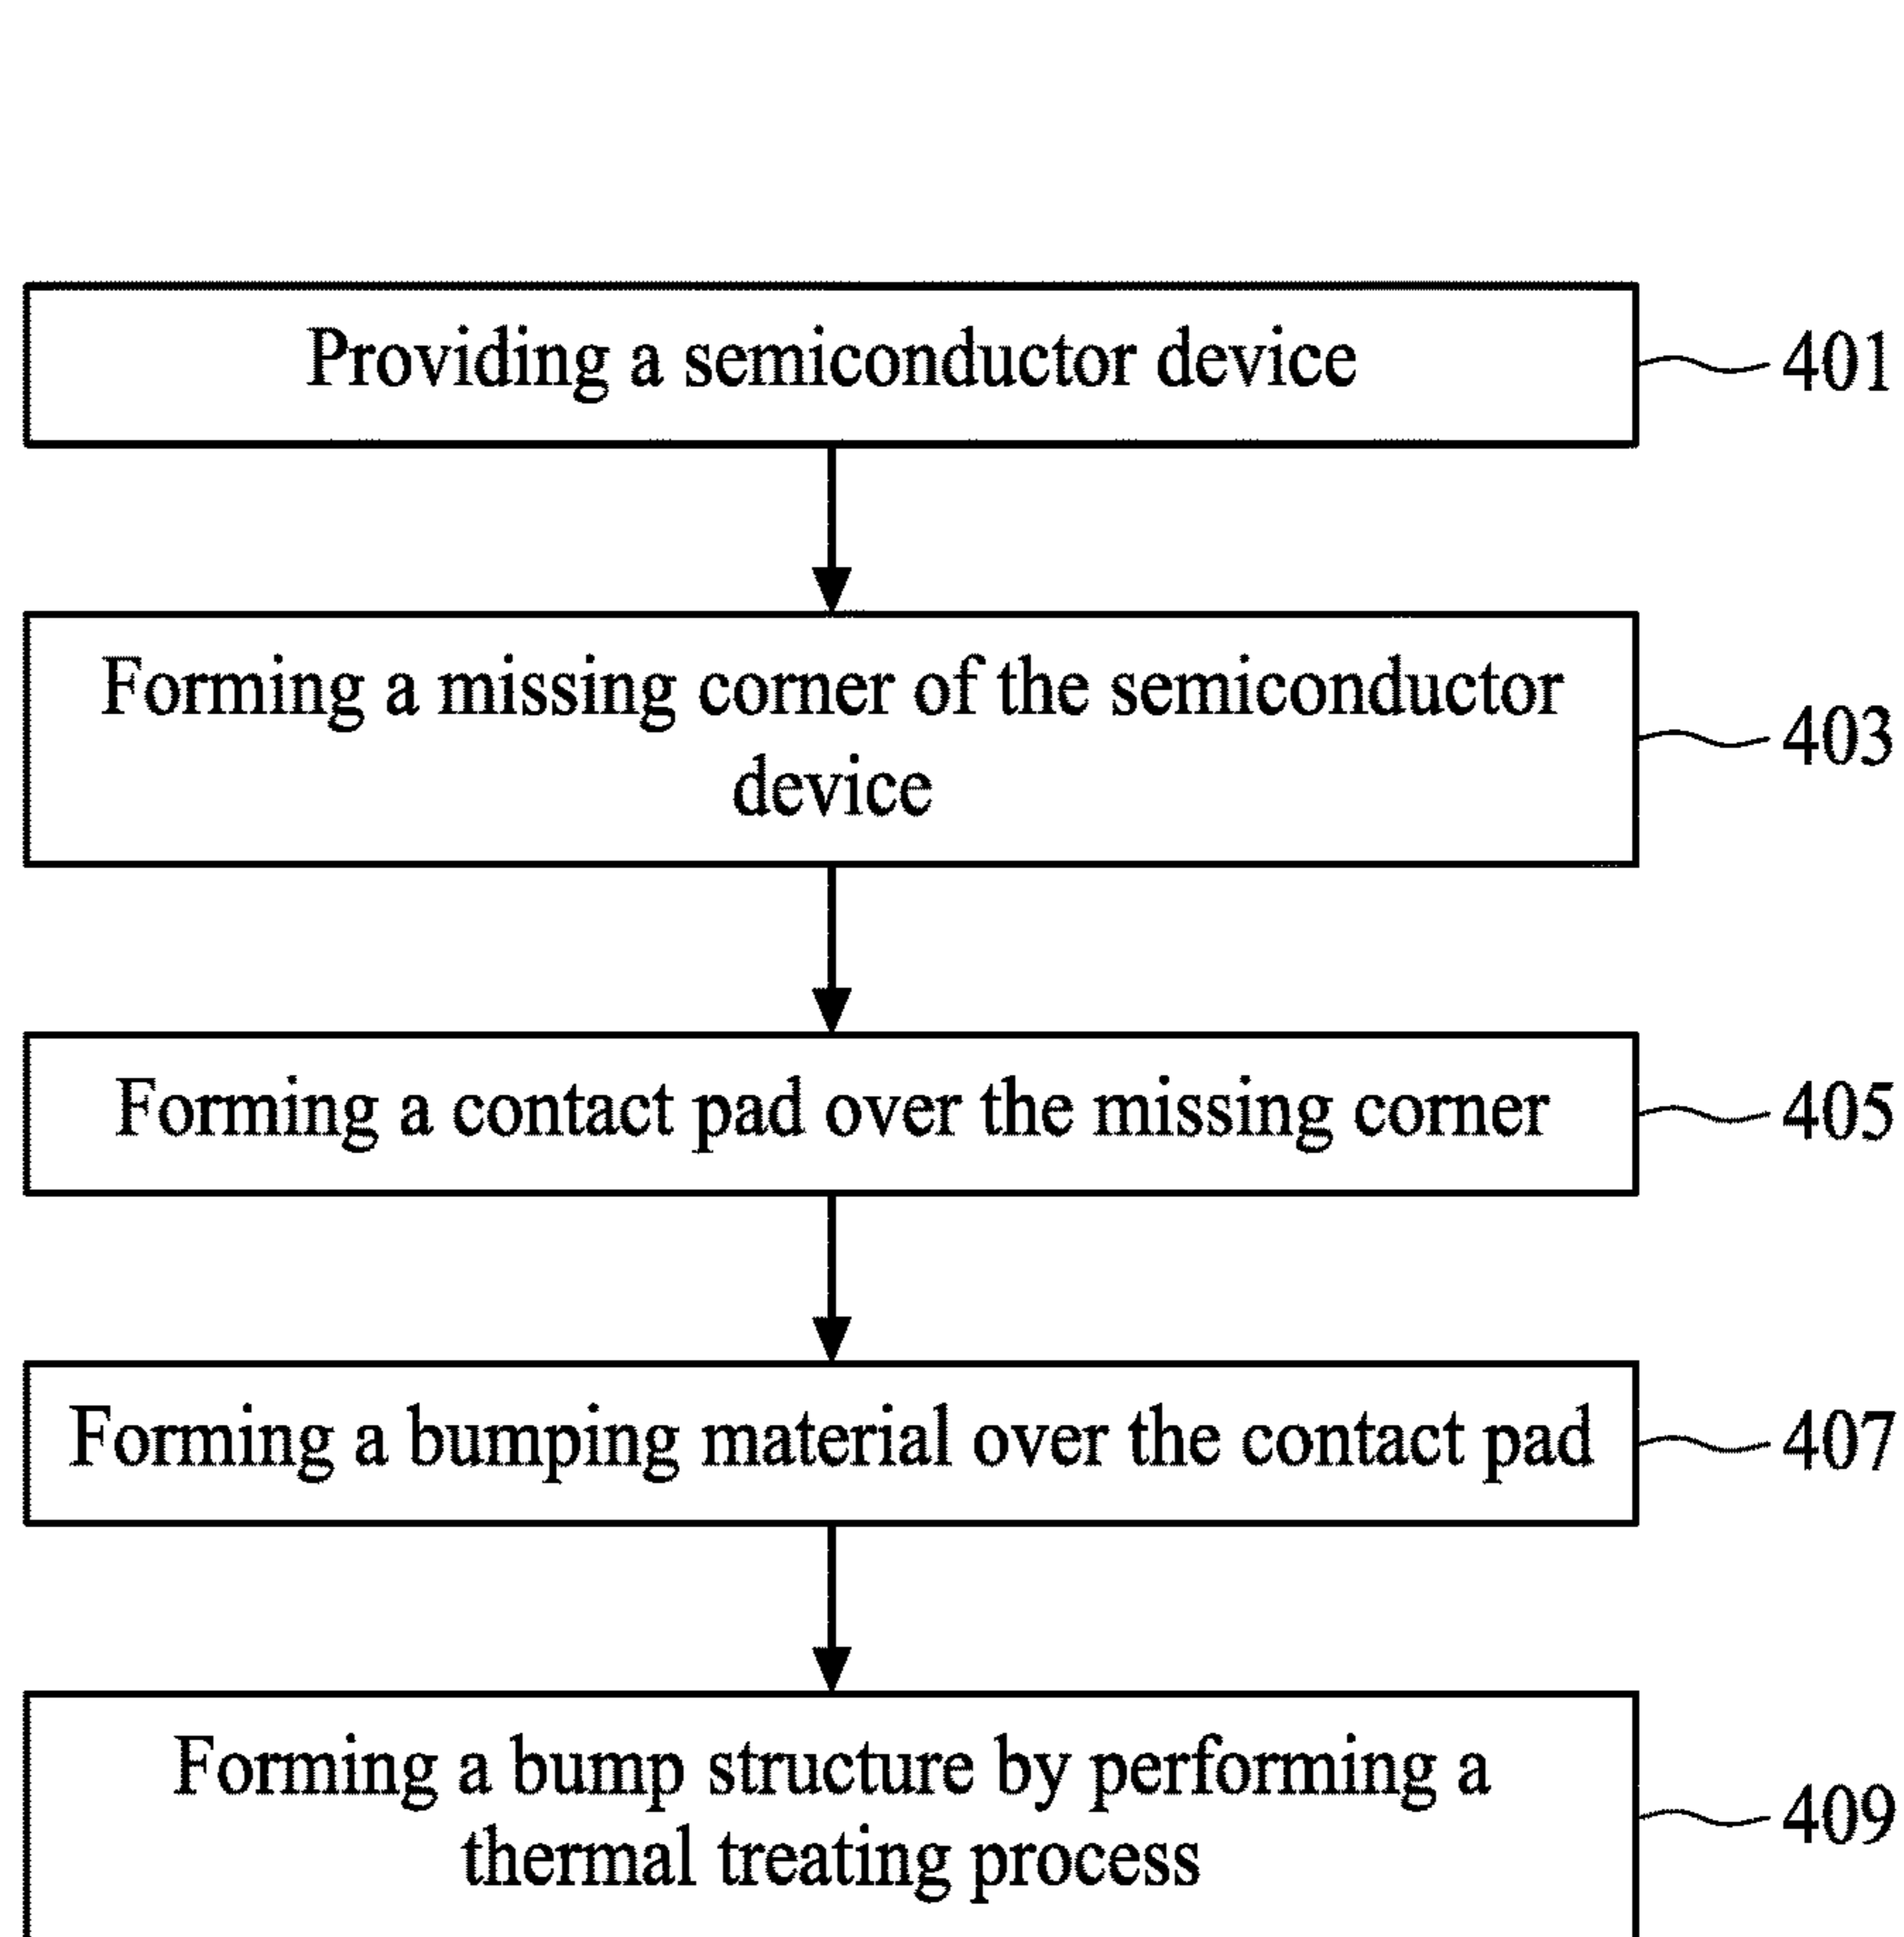 Providing a semiconductor device
401
Forming a missing corner of the semiconductor
device
403
Forming a contact pad over the missing corner
405
Forming a bumping material over the contact pad
407
Forming a bump structure by performing a
thermal treating process
409